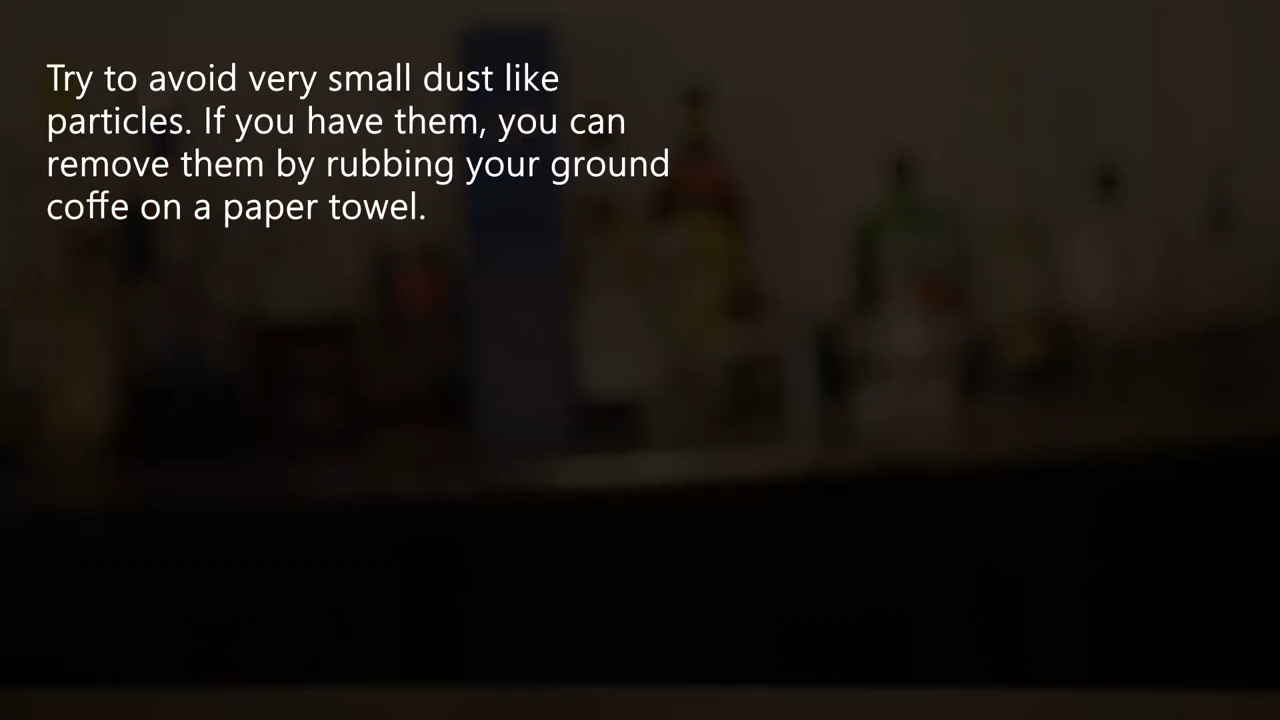 Try to avoid very small dust like
particles. If you have them, you can
remove them by rubbing your ground
coffe on a paper towel.